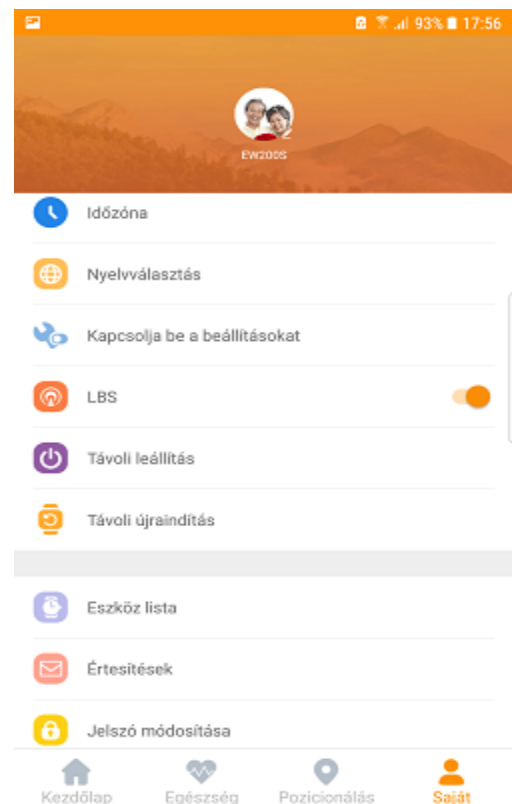 93% 17:56
EW200S
Időzóna
Nyelvválasztás
Kapcsolja be a beállításokat
LBS
Távoli leállítás
Távoli újraindítás
Eszköz lista
Értesítések
Jelszó módosítása
Kezdőlap Egészség Pozicionálás Saját